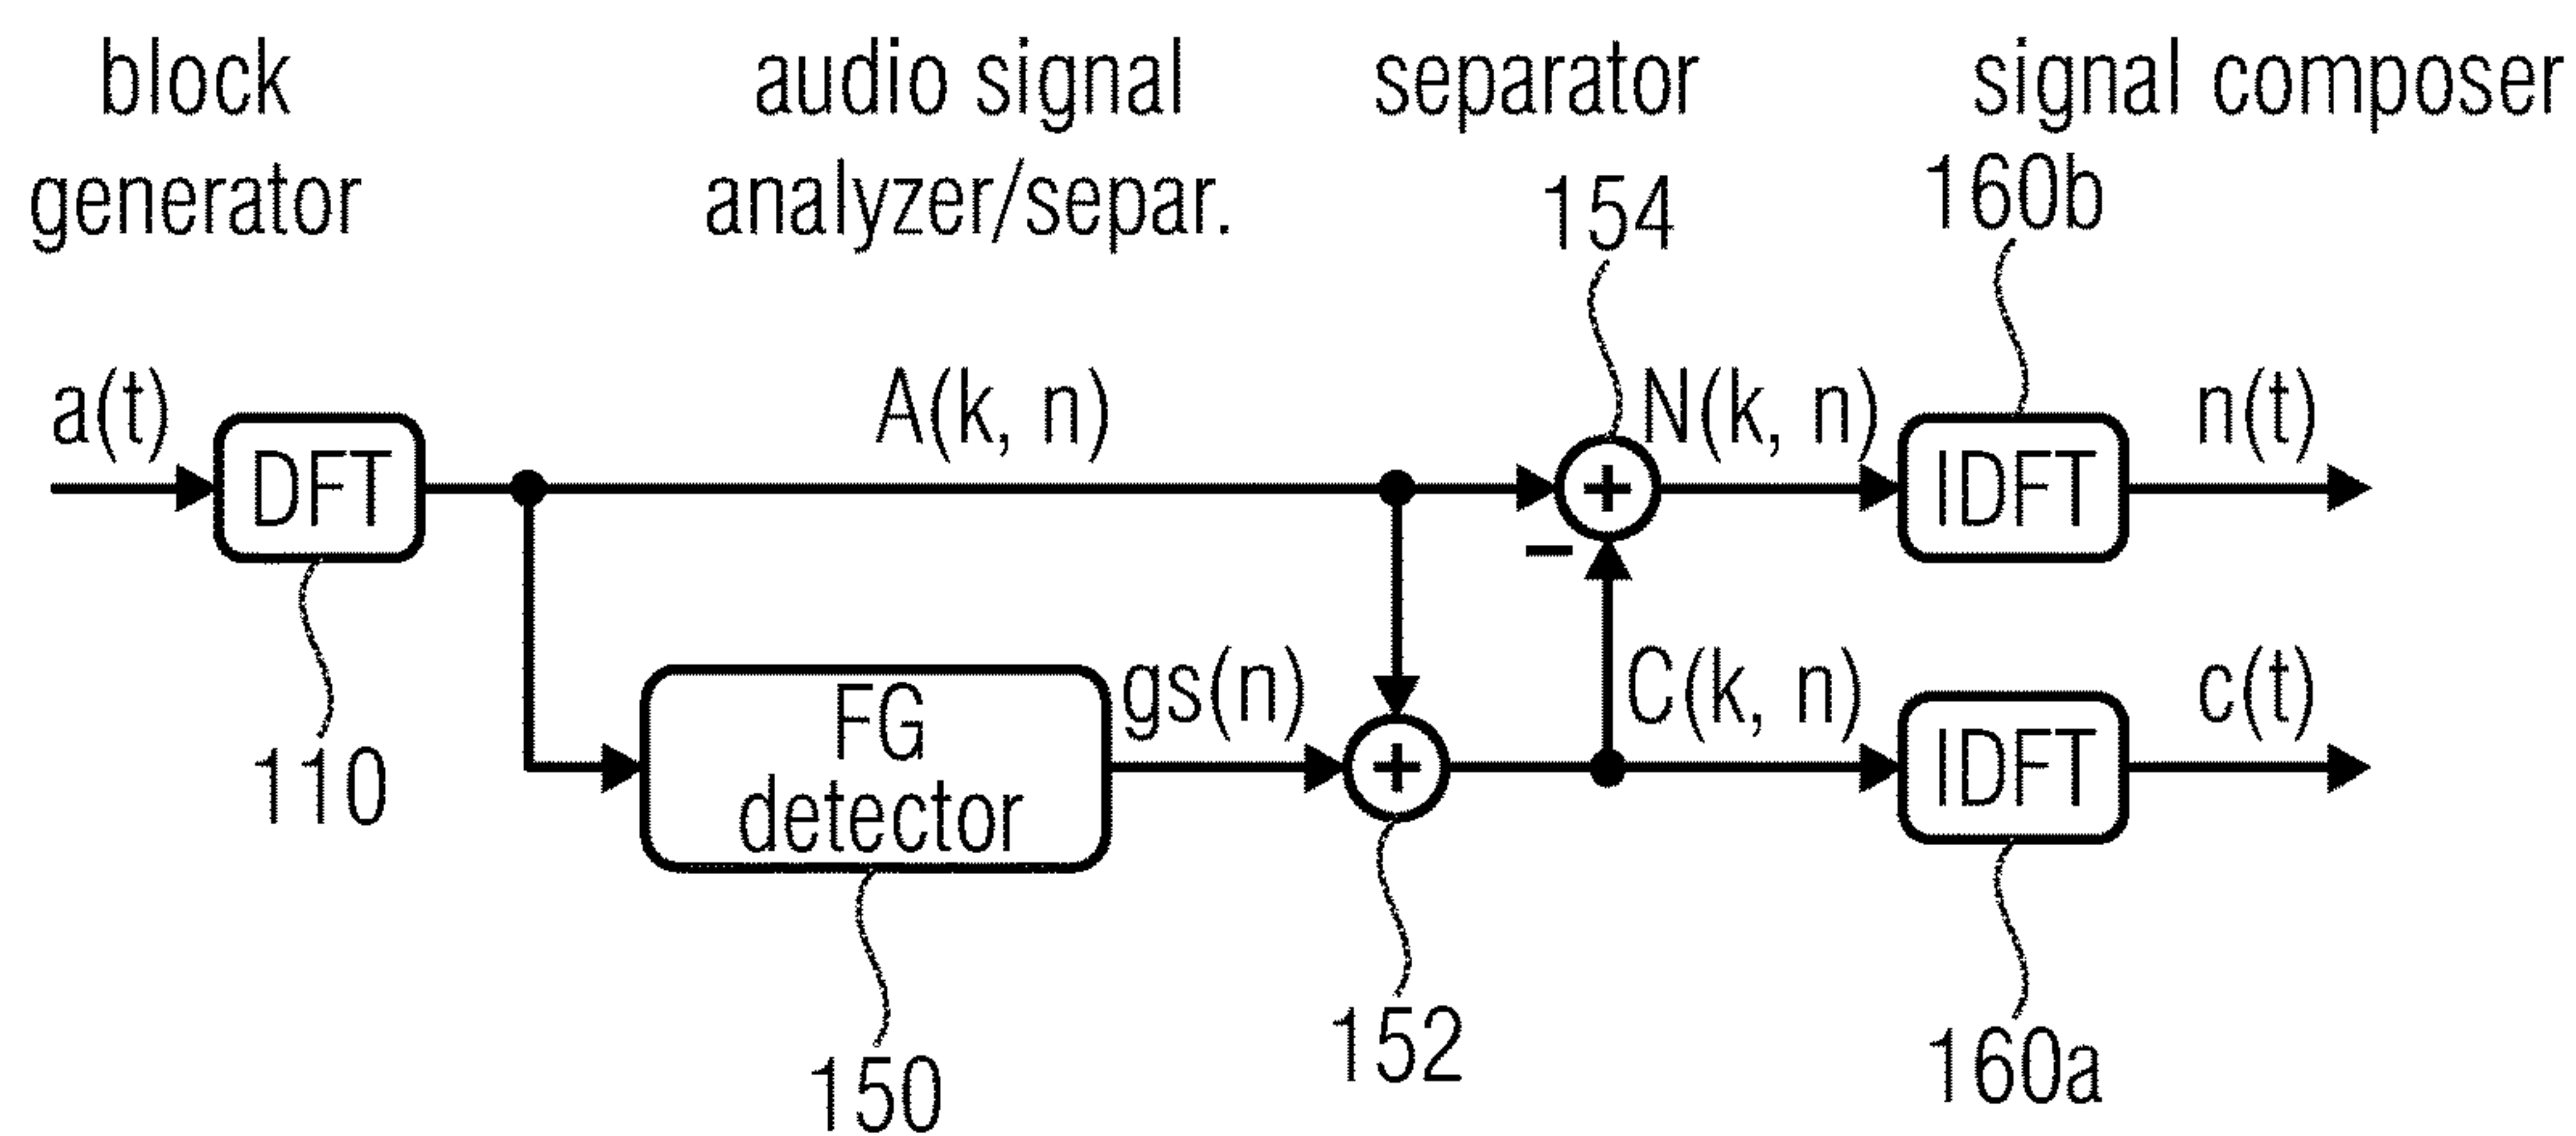 block
generator
audio signal
analyzer/separ.
separator
154
signal composer
160b
a(t)
DFT
A(k, n)
+
−
N(k, n)
IDFT
n(t)
110
FG
detector
150
gs(n)
+
152
C(k, n)
IDFT
c(t)
160a